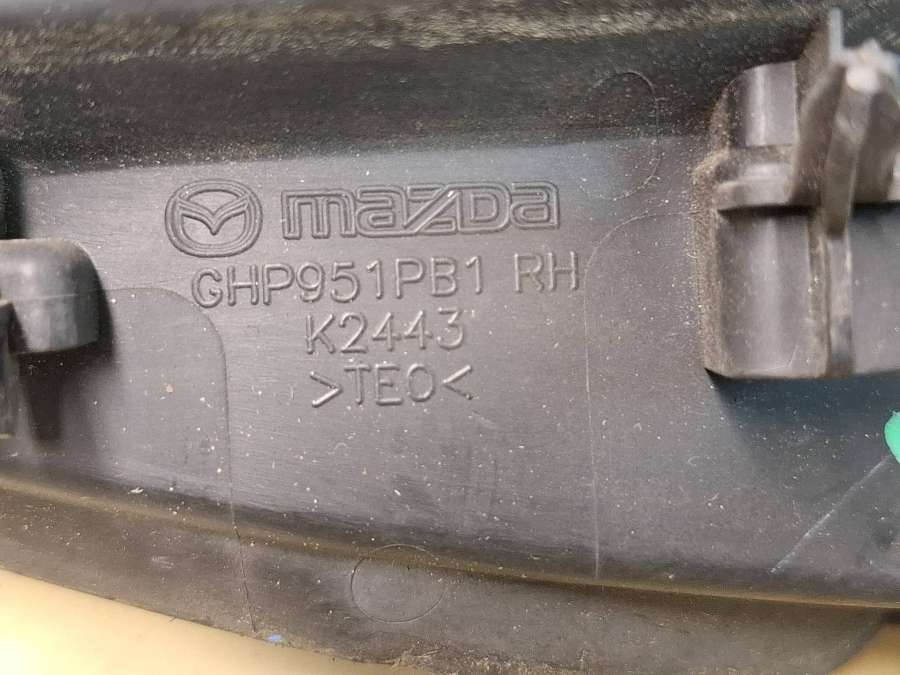 mazda
GHP951PB1 RH
K2443
>TEO<